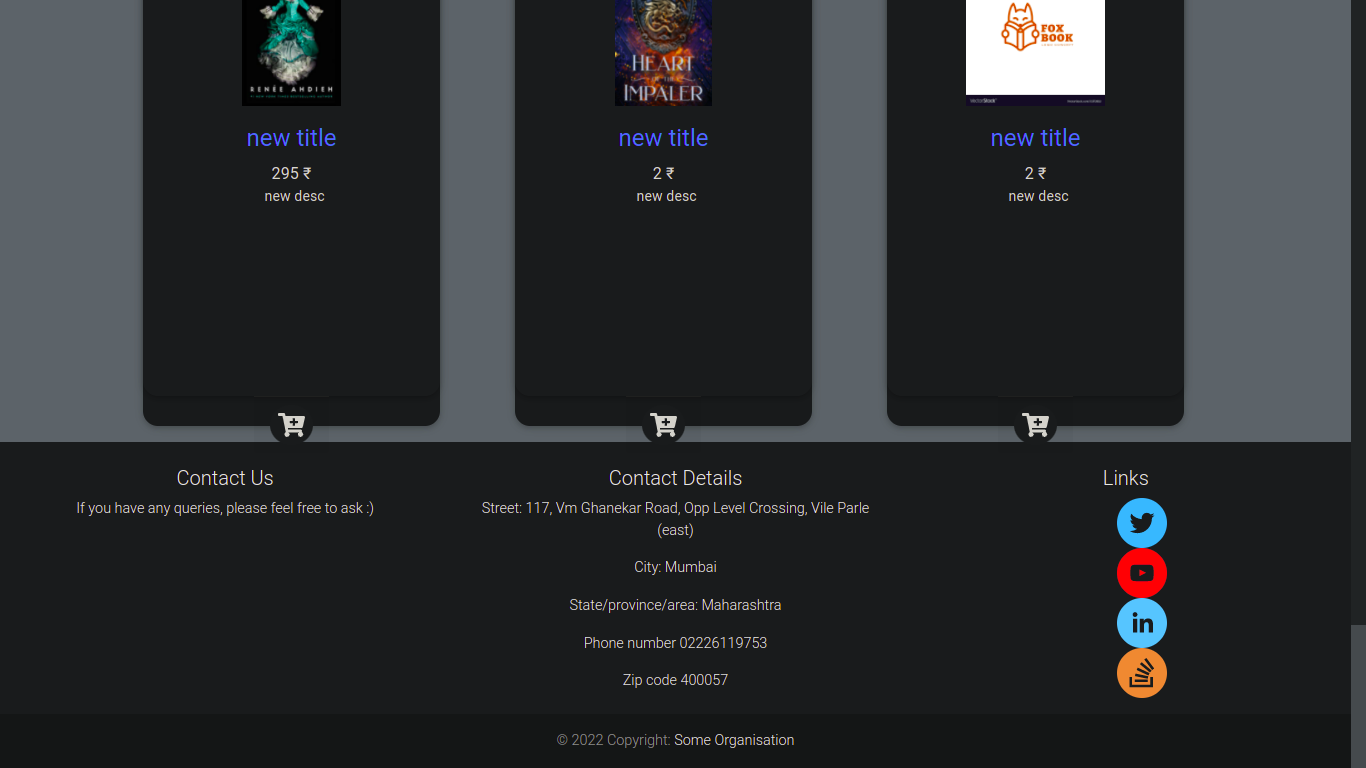 RENÉE AHDIEH
HEART
IMPALER
FOX
BOOK
VectorStock
new title
295 ₹
new desc
new title
2 ₹
new desc
new title
2 ₹
new desc
Contact Us
If you have any queries, please feel free to ask :)
Contact Details
Street: 117, Vm Ghanekar Road, Opp Level Crossing, Vile Parle
(east)
City: Mumbai
State/province/area: Maharashtra
Phone number 02226119753
Zip code 400057
Links
in
© 2022 Copyright: Some Organisation